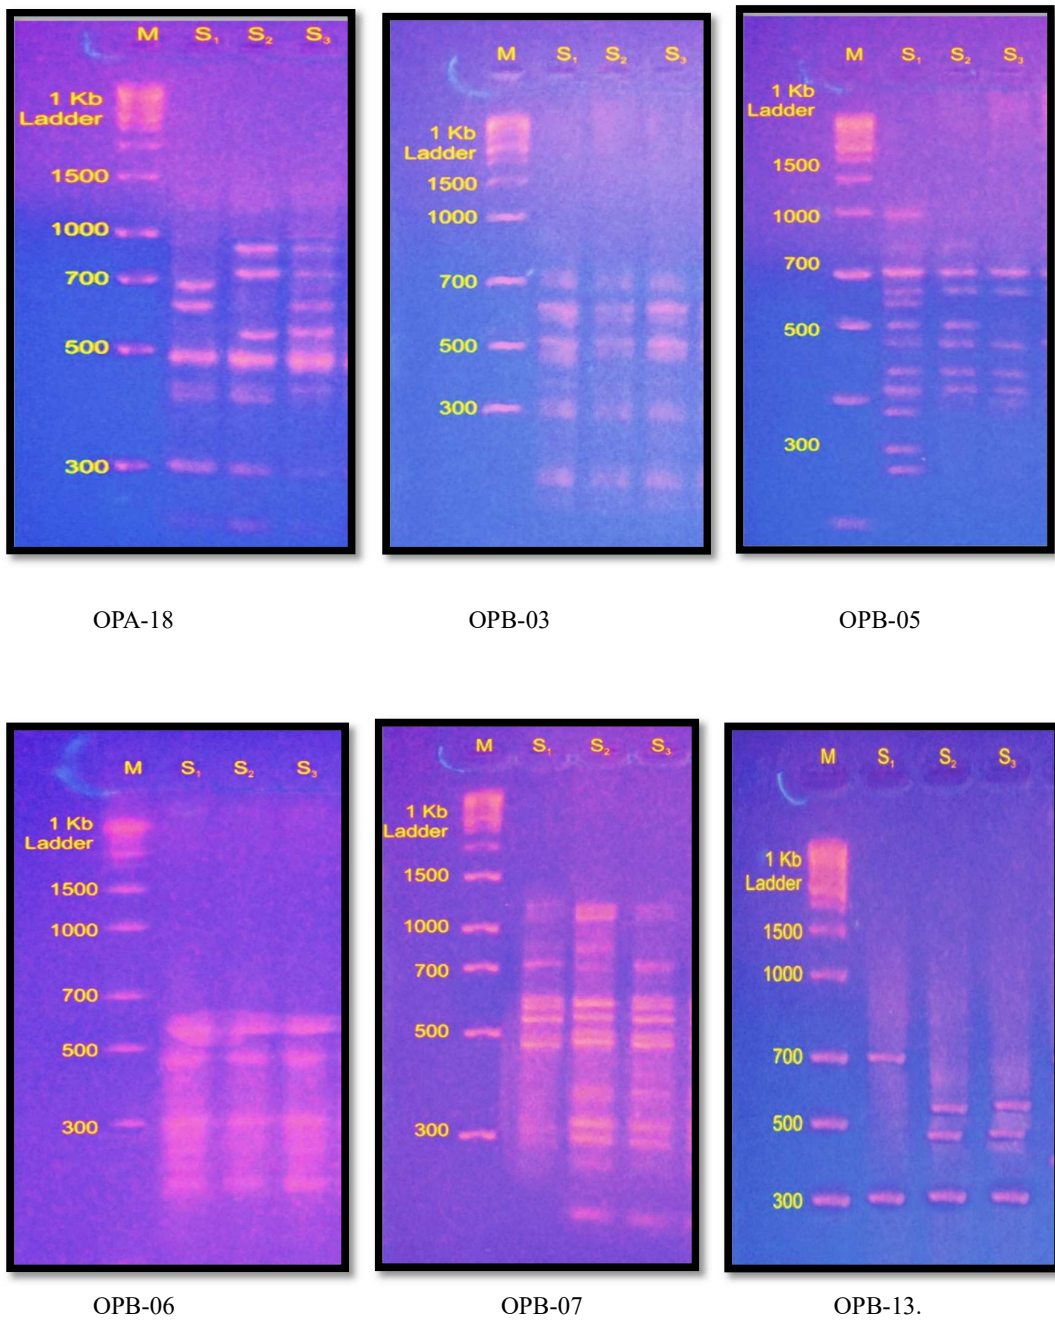 M S₁ S₂ S₃
1 Kb
Ladder
1500
1000
700
500
300
M S₁ S₂ S₃
1 Kb
Ladder
1500
1000
700
500
300
M S₁ S₂ S₃
1 Kb
Ladder
1500
1000
700
500
300
OPA-18 OPB-03 OPB-05
M S₁ S₂ S₃
1 Kb
Ladder
1500
1000
700
500
300
M S₁ S₂ S₃
1 Kb
Ladder
1500
1000
700
500
300
M S₁ S₂ S₃
1 Kb
Ladder
1500
1000
700
500
300
OPB-06 OPB-07 OPB-13.